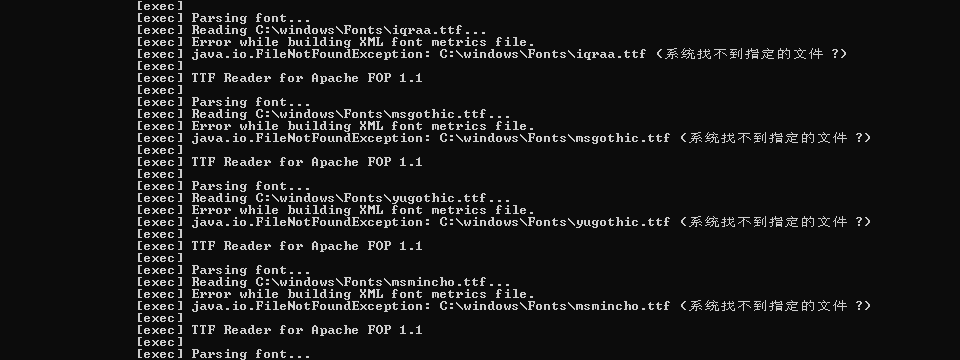 [exec]
[exec] Parsing font...
[exec] Reading C:\windows\Fonts\iqraa.ttf...
[exec] Error while building XML font metrics file.
[exec] java.io.FileNotFoundException: C:\windows\Fonts\iqraa.ttf (系统找不到指定的文件 ?)
[exec]
[exec] TTF Reader for Apache FOP 1.1
[exec]
[exec] Parsing font...
[exec] Reading C:\windows\Fonts\msgothic.ttf...
[exec] Error while building XML font metrics file.
[exec] java.io.FileNotFoundException: C:\windows\Fonts\msgothic.ttf (系统找不到指定的文件 ?)
[exec]
[exec] TTF Reader for Apache FOP 1.1
[exec]
[exec] Parsing font...
[exec] Reading C:\windows\Fonts\yugothic.ttf...
[exec] Error while building XML font metrics file.
[exec] java.io.FileNotFoundException: C:\windows\Fonts\yugothic.ttf (系统找不到指定的文件 ?)
[exec]
[exec] TTF Reader for Apache FOP 1.1
[exec]
[exec] Parsing font...
[exec] Reading C:\windows\Fonts\msmincho.ttf...
[exec] Error while building XML font metrics file.
[exec] java.io.FileNotFoundException: C:\windows\Fonts\msmincho.ttf (系统找不到指定的文件 ?)
[exec]
[exec] TTF Reader for Apache FOP 1.1
[exec]
[exec] Parsing font...